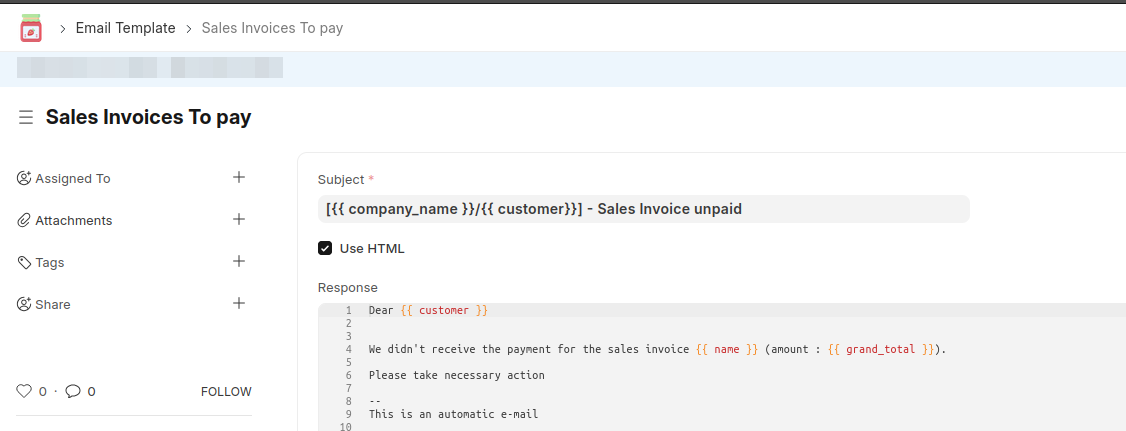 Email Template Sales Invoices To pay
Sales Invoices To pay
Assigned To
Attachments
Tags
Share
0 · 0 FOLLOW
Subject *
[{{ company_name }}/{{ customer}}] - Sales Invoice unpaid
Use HTML
Response
1 Dear {{ customer }}
2
3
4 We didn't receive the payment for the sales invoice {{ name }} (amount : {{ grand_total }}).
5
6 Please take necessary action
7
8 --
9 This is an automatic e-mail
10